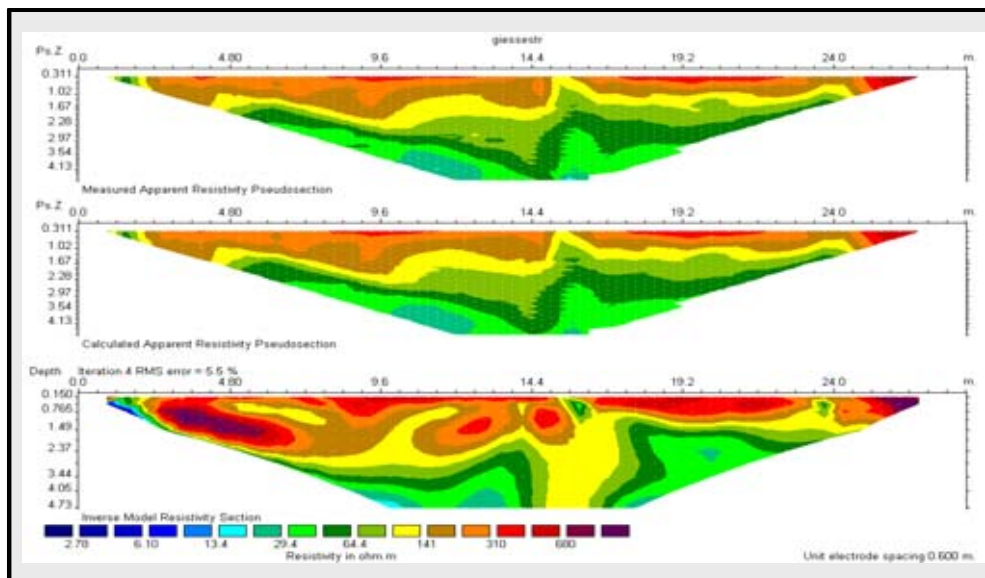 giessestr
Ps.Z 0.0 4.80 9.6 14.4 19.2 24.0 m.
0.311
1.02
1.67
2.28
2.97
3.54
4.13
Measured Apparent Resistivity Pseudosection
Ps.Z 0.0 4.80 9.6 14.4 19.2 24.0 m.
0.311
1.02
1.67
2.28
2.97
3.54
4.13
Calculated Apparent Resistivity Pseudosection
Depth Iteration 4 RMS error = 5.5 %
0.0 4.80 9.6 14.4 19.2 24.0 m.
0.150
0.765
1.49
2.37
3.44
4.05
4.73
Inverse Model Resistivity Section
2.78 6.10 13.4 29.4 64.4 141 310 680
Resistivity in ohm.m
Unit electrode spacing 0.600 m.